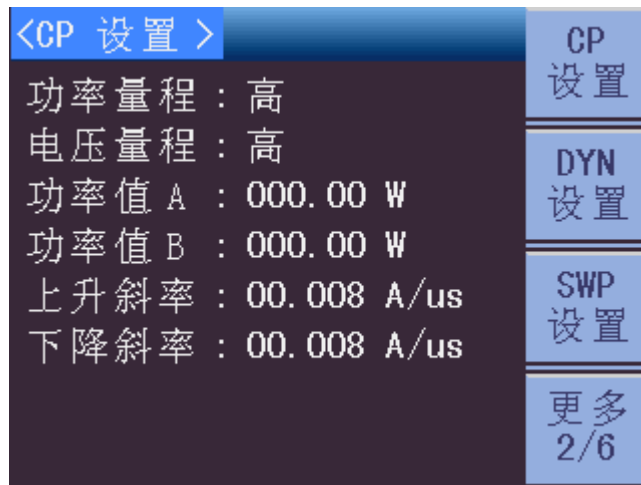 <CP 设置 >
功率量程 : 高
电压量程 : 高
功率值 A : 000.00 W
功率值 B : 000.00 W
上升斜率 : 00.008 A/us
下降斜率 : 00.008 A/us
CP
设置
DYN
设置
SWP
设置
更多
2/6